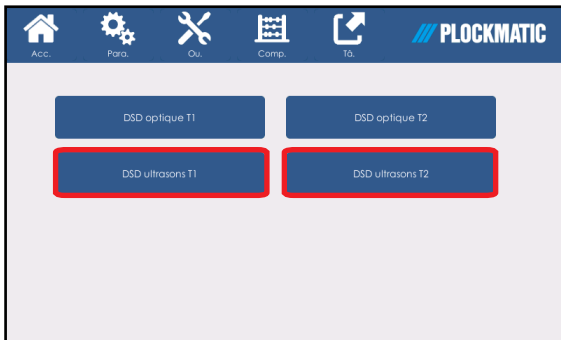 Acc. Para. Ou. Comp. Tâ. PLOCKMATIC
DSD optique T1 DSD optique T2
DSD ultrasons T1 DSD ultrasons T2